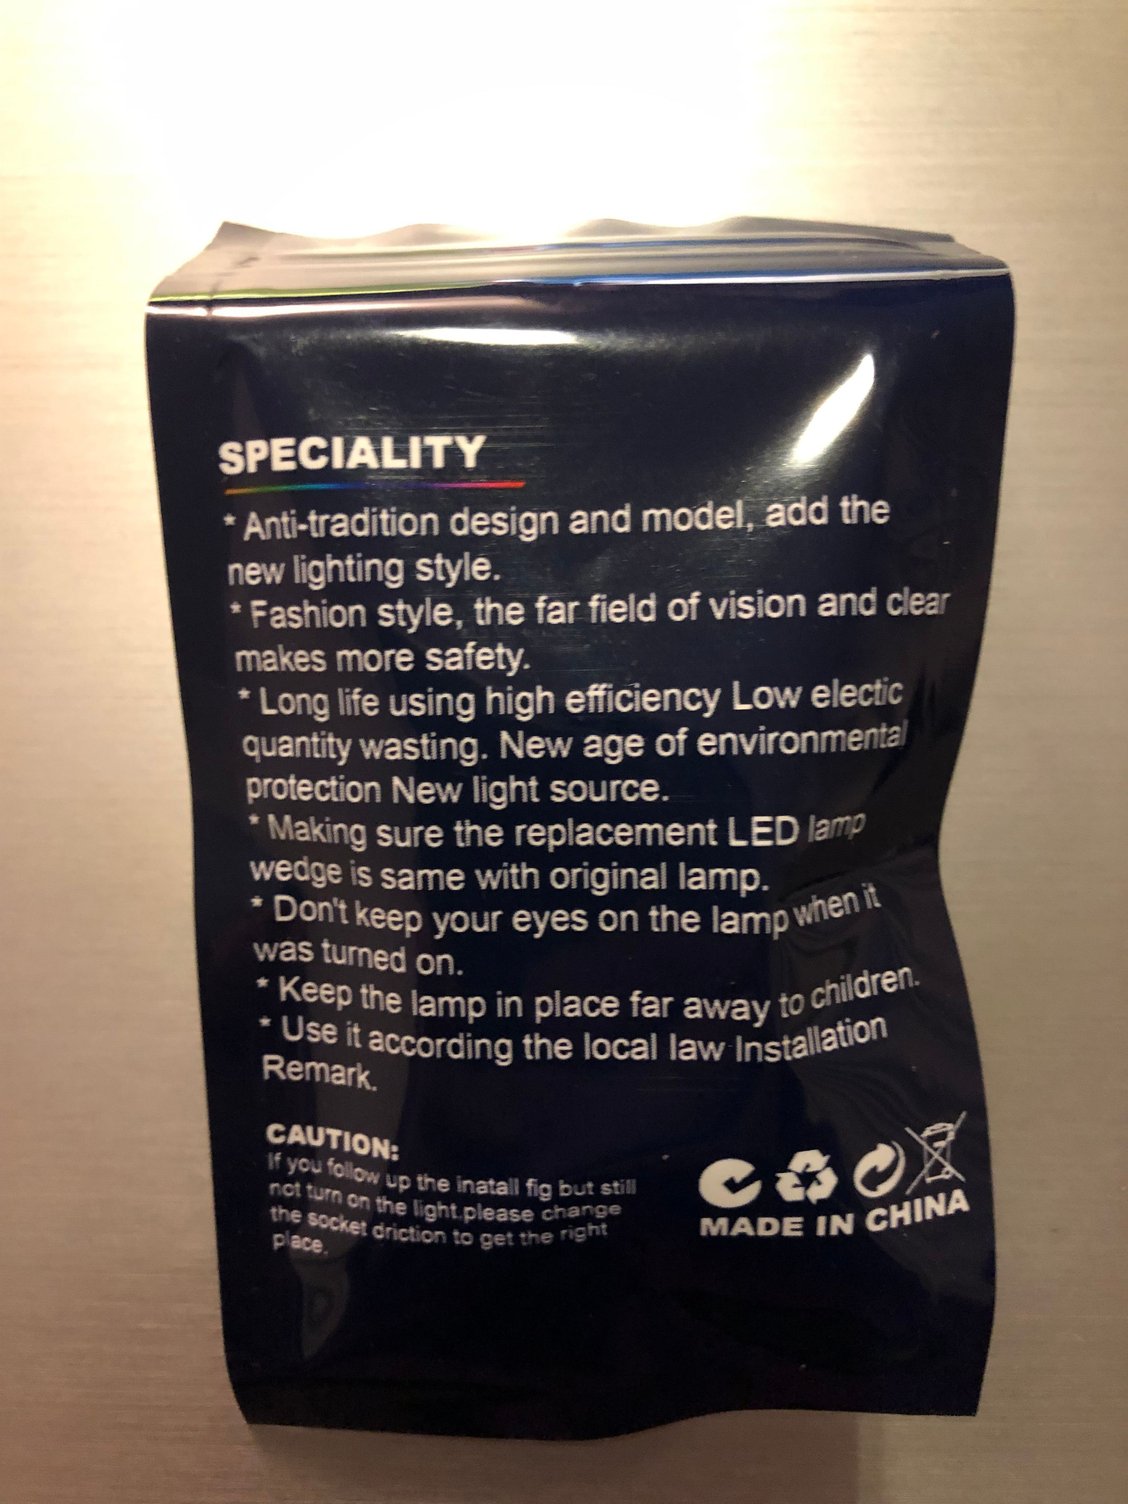 SPECIALITY
* Anti-tradition design and model, add the
new lighting style.
* Fashion style, the far field of vision and clear
makes more safety.
* Long life using high efficiency Low electic
quantity wasting. New age of environmental
protection New light source.
* Making sure the replacement LED lamp
wedge is same with original lamp.
* Don't keep your eyes on the lamp when it
was turned on.
* Keep the lamp in place far away to children.
* Use it according the local law Installation
Remark.
CAUTION:
If you follow up the inatall fig but still
not turn on the light.please change
the socket driction to get the right
place.
MADE IN CHINA